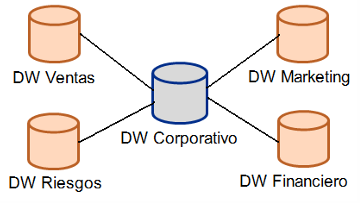 DW Ventas
DW Marketing
DW Corporativo
DW Riesgos
DW Financiero